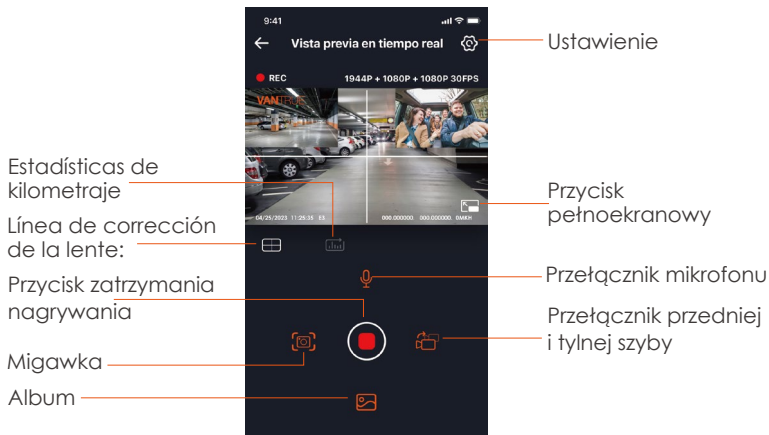 9:41
Vista previa en tiempo real
REC
1944P + 1080P + 1080P 30FPS
VANTRUE
04/25/2023 11:25:35 E5
000.000000. 000.000000. 0MKH
Ustawienie
Estadísticas de
kilometraje
Línea de corrección
de la lente:
Przycisk zatrzymania
nagrywania
Migawka
Album
Przycisk
pełnoekranowy
Przełącznik mikrofonu
Przełącznik przedniej
i tylnej szyby